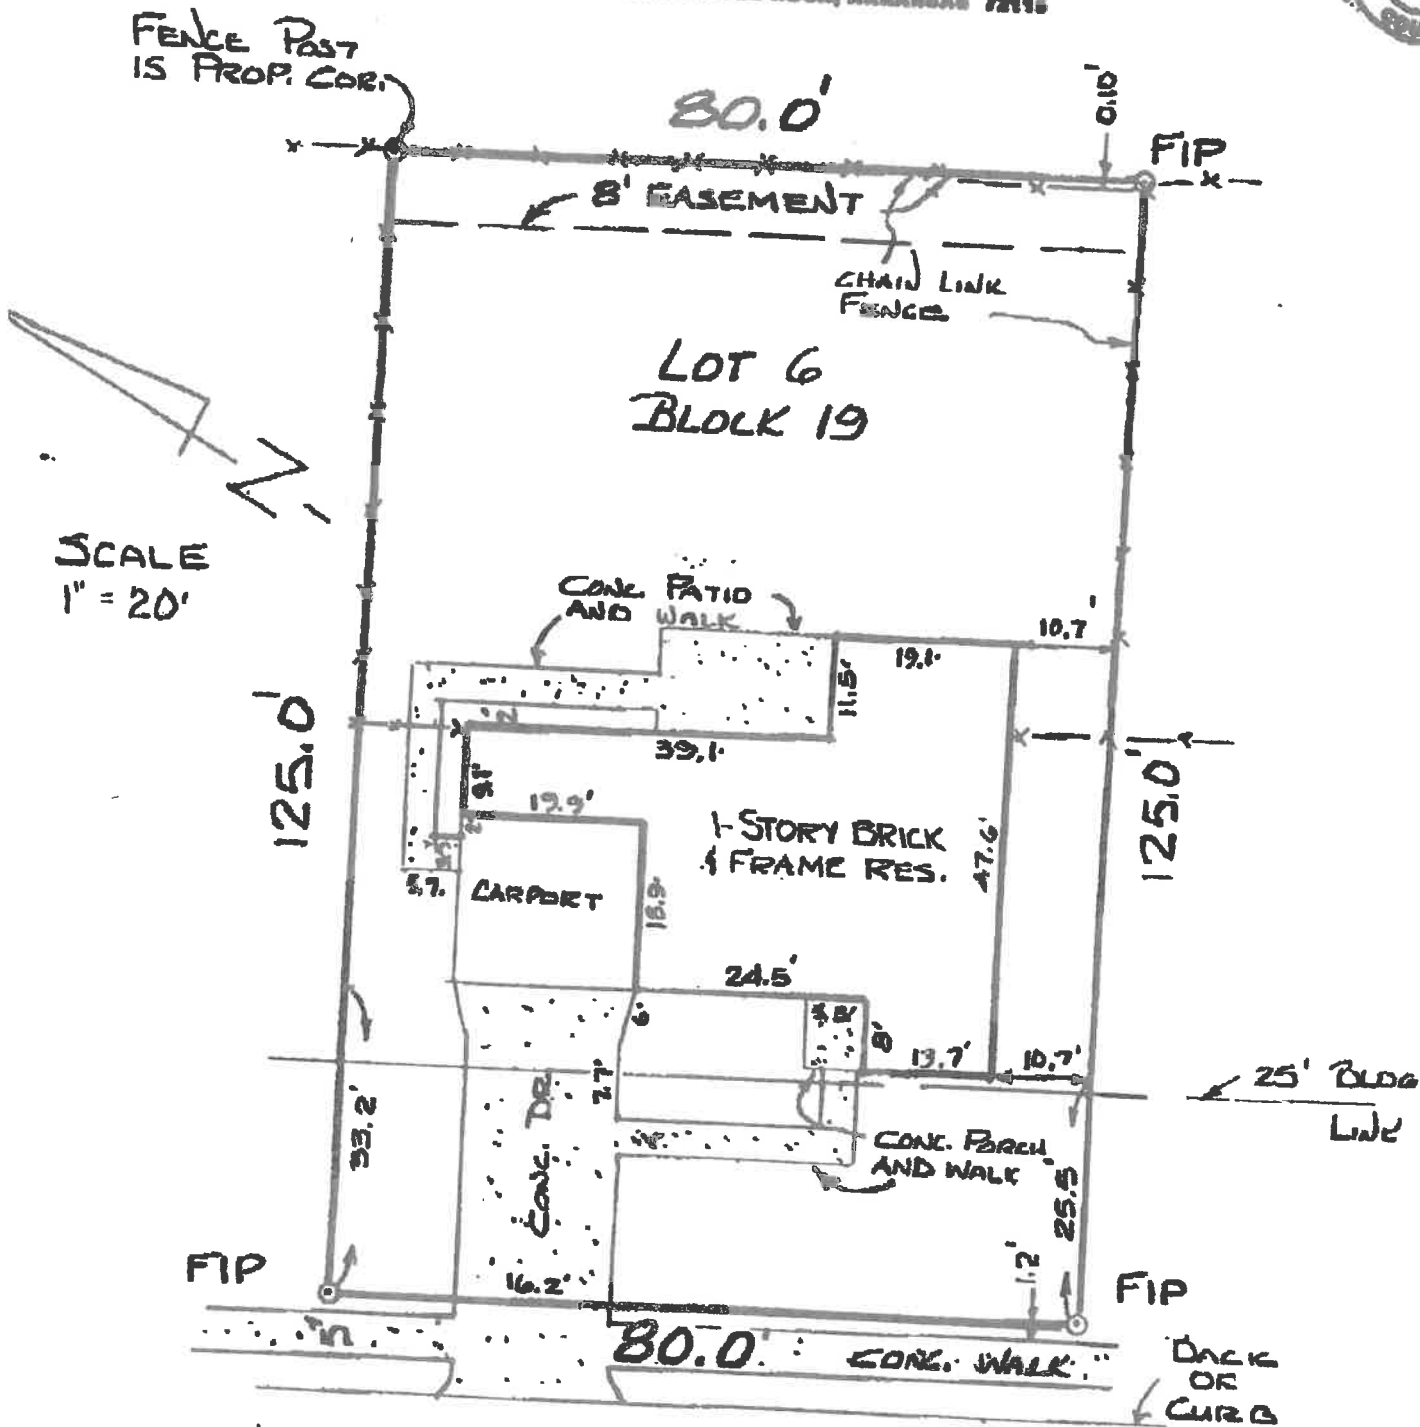 FENCE POST
IS PROP. COR.
80.0'
0.10'
FIP
8' EASEMENT
CHAIN LINK
FENCE
LOT 6
BLOCK 19
N
SCALE
1" = 20'
CONC. PATIO
AND WALK
10.7'
19.1'
11.5'
2'
39.1'
125.0'
125.0'
9.1'
19.9'
1-STORY BRICK
& FRAME RES.
47.6'
5.7'
CARPORT
18.9'
24.5'
6'
8'
13.7'
10.7'
25' BLDG
LINE
7.7'
CONC. DR.
33.2'
CONC. PORCH
AND WALK
25.5'
1.2'
FIP
16.2'
FIP
5'
80.0'
CONC. WALK
BACK
OF
CURB